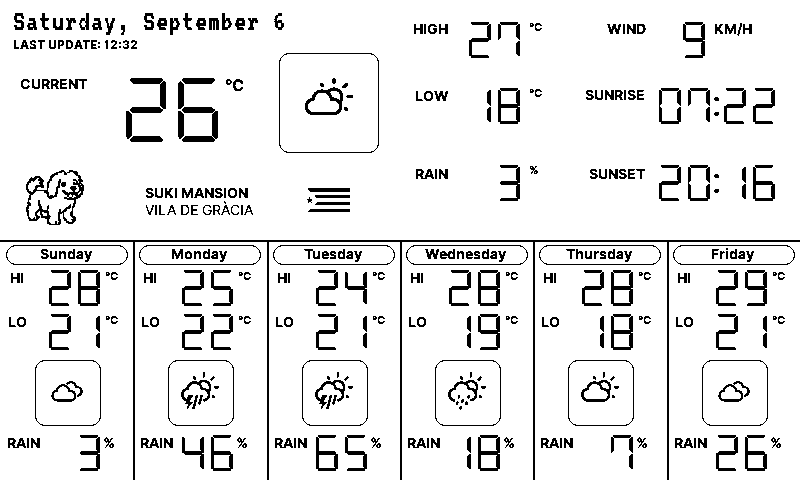 Saturday, September 6
LAST UPDATE: 12:32
CURRENT 26 °C
SUKI MANSION
VILA DE GRÀCIA
HIGH 27 °C
LOW 18 °C
RAIN 3 %
WIND 9 KM/H
SUNRISE 07:22
SUNSET 20:16
Sunday
HI 28 °C
LO 21 °C
RAIN 3 %
Monday
HI 25 °C
LO 22 °C
RAIN 46 %
Tuesday
HI 24 °C
LO 21 °C
RAIN 65 %
Wednesday
HI 28 °C
LO 19 °C
RAIN 18 %
Thursday
HI 28 °C
LO 18 °C
RAIN 7 %
Friday
HI 29 °C
LO 21 °C
RAIN 26 %